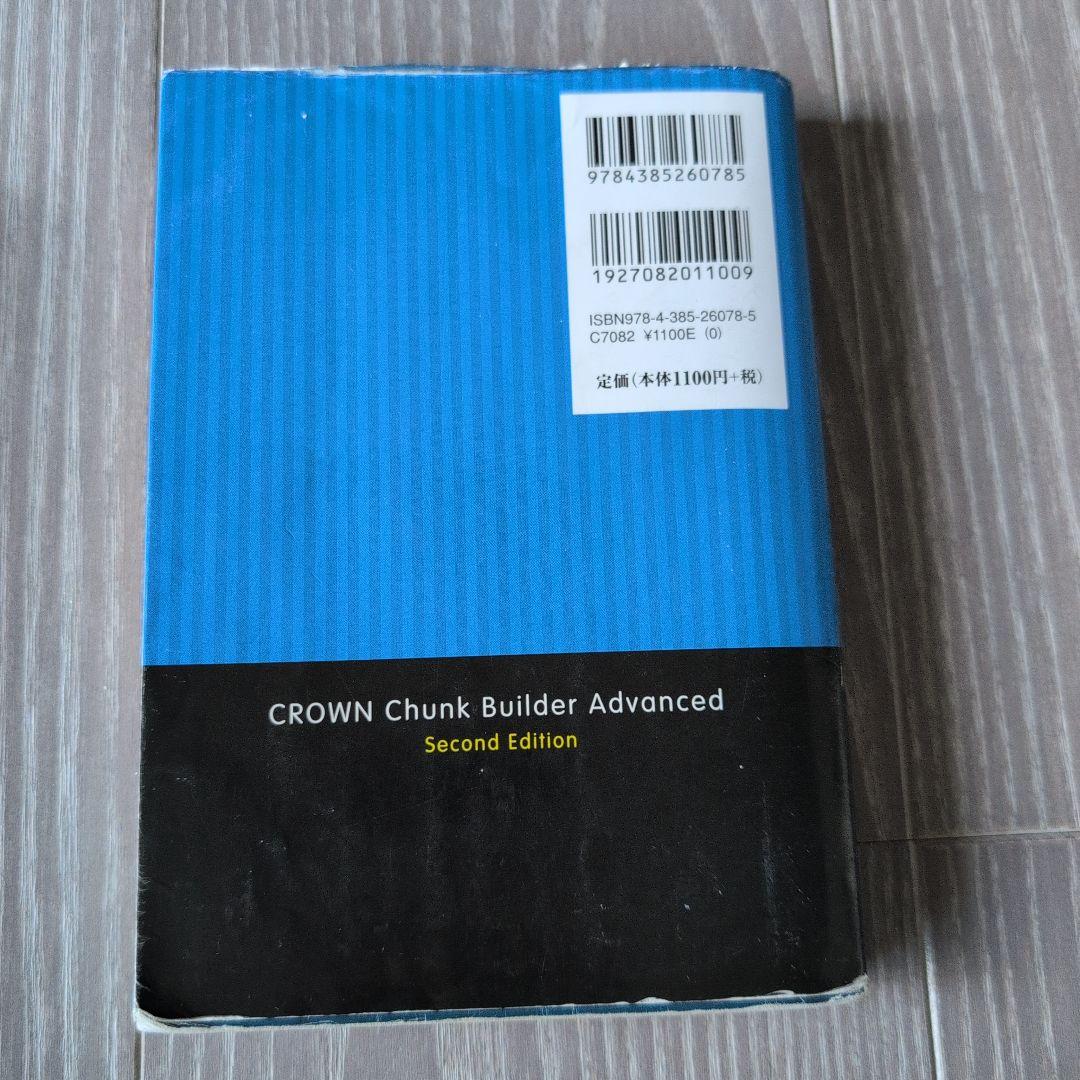 9784385260785
1927082011009
ISBN978-4-385-26078-5
C7082 ¥1100E (0)
定価(本体1100円+税)
CROWN Chunk Builder Advanced
Second Edition